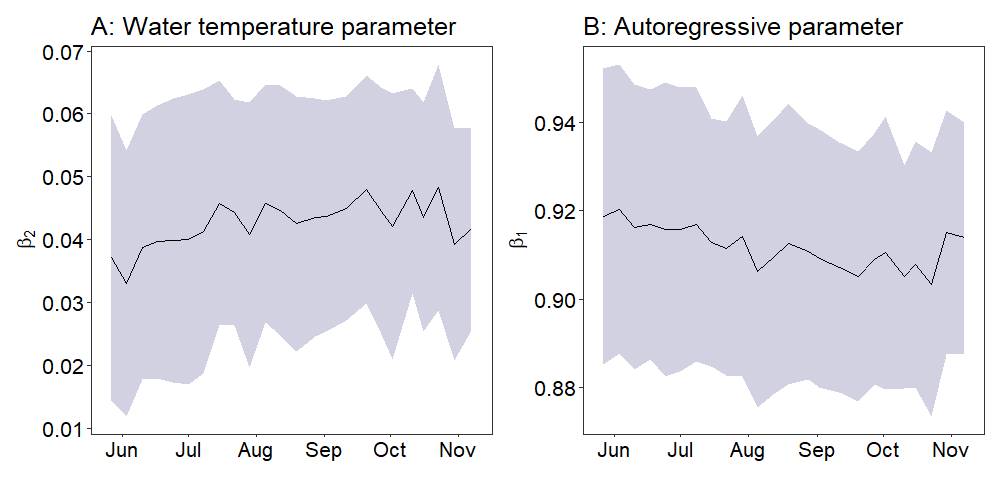 A: Water temperature parameter
B: Autoregressive parameter
β2
0.07
0.06
0.05
0.04
0.03
0.02
0.01
Jun Jul Aug Sep Oct Nov
β1
0.94
0.92
0.90
0.88
Jun Jul Aug Sep Oct Nov